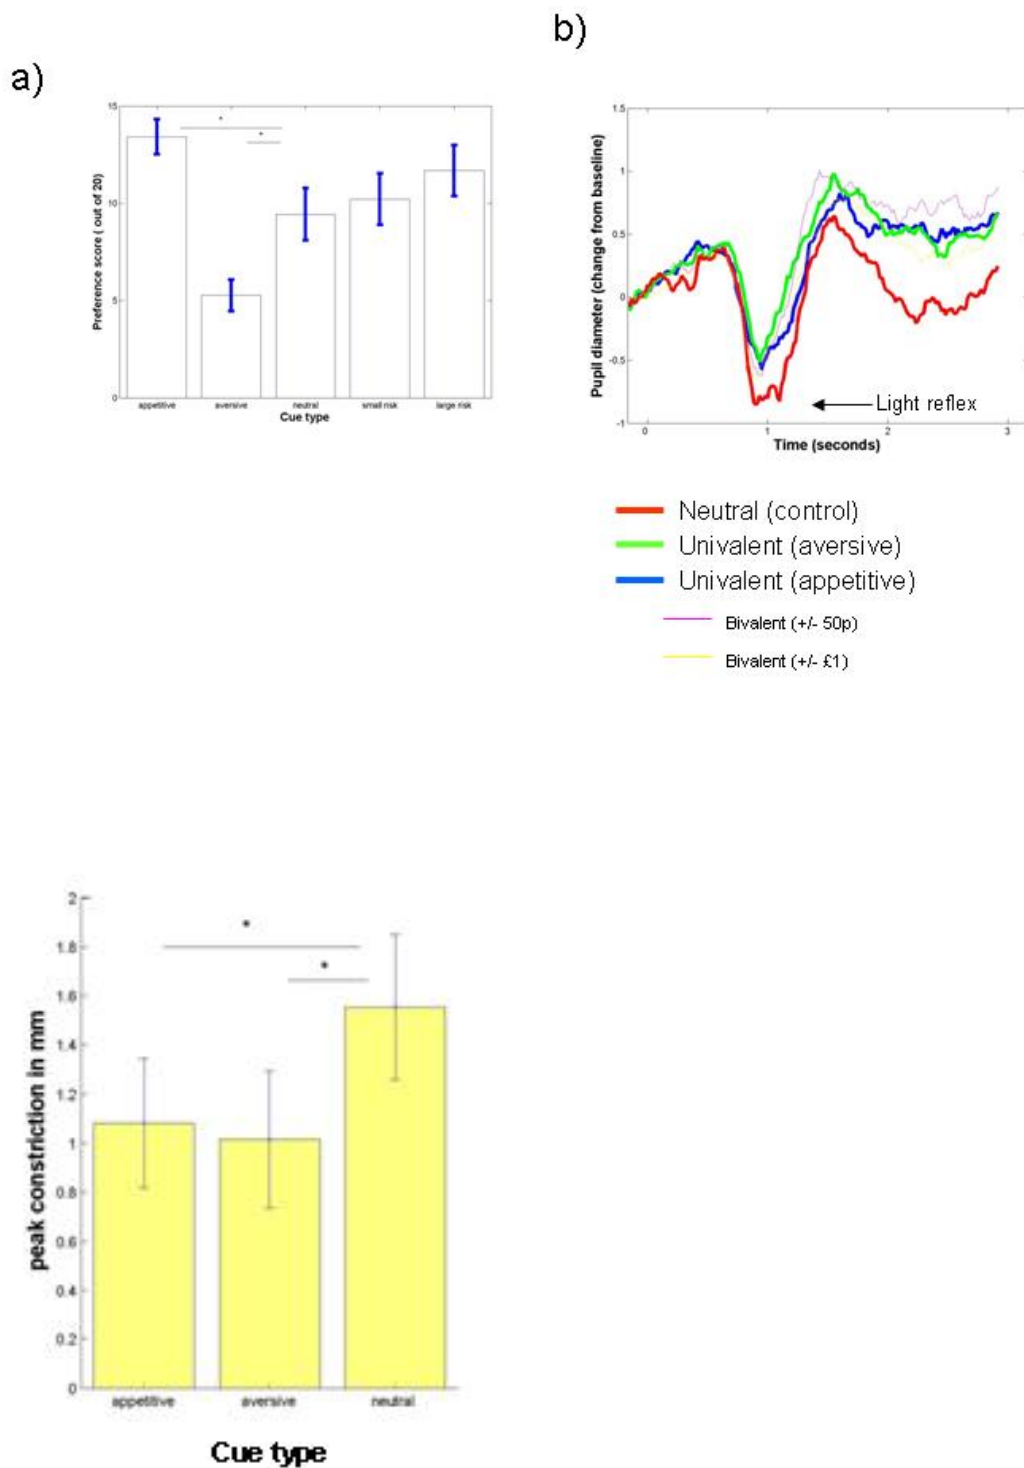 b)
a)
15
10
5
0
Preference score ( out of 20)
*
*
appetitive aversive neutral small risk large risk
Cue type
1.5
1
0.5
0
-0.5
-1
Pupil diameter (change from baseline)
Light reflex
0 1 2 3
Time (seconds)
Neutral (control)
Univalent (aversive)
Univalent (appetitive)
Bivalent (+/- 50p)
Bivalent (+/- £1)
2
1.8
1.6
1.4
1.2
1
0.8
0.6
0.4
0.2
0
peak constriction in mm
*
*
appetitive aversive neutral
Cue type